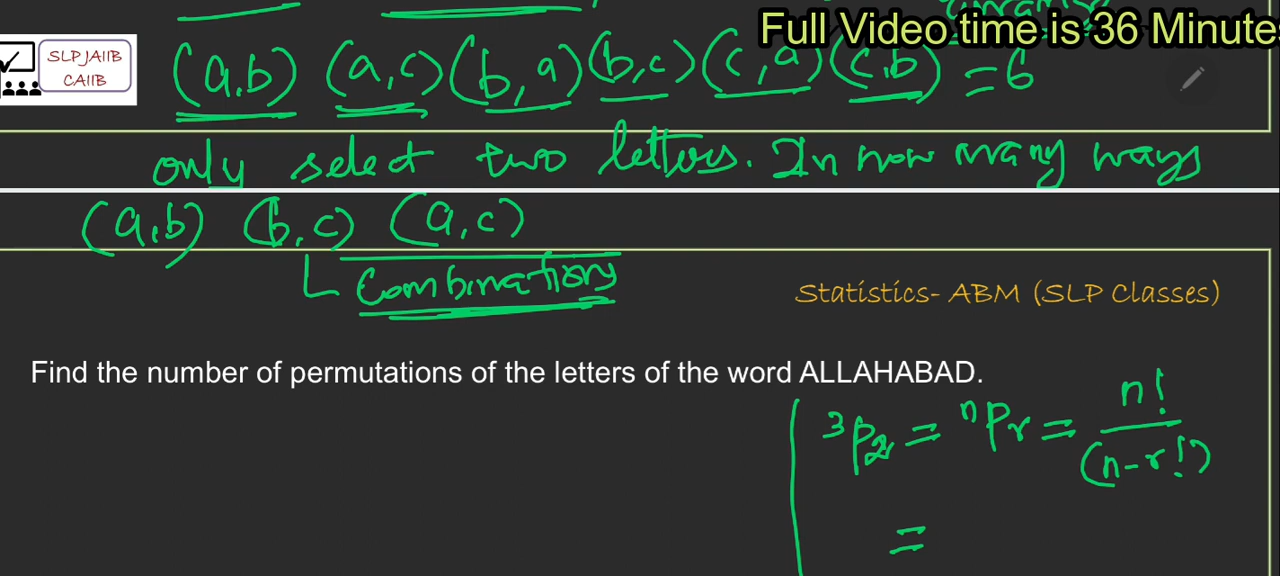 Full Video time is 36 Minutes
SLPJAIIB
CAIIB
(a,b) (a,c) (b,a) (b,c) (c,a) (c,b) = 6
only select two letters. In how many ways
(a,b) (b,c) (a,c)
Combinations
Statistics- ABM (SLP Classes)
Find the number of permutations of the letters of the word ALLAHABAD.
³P₂ = ⁿPᵣ = n! / (n-r!)
=